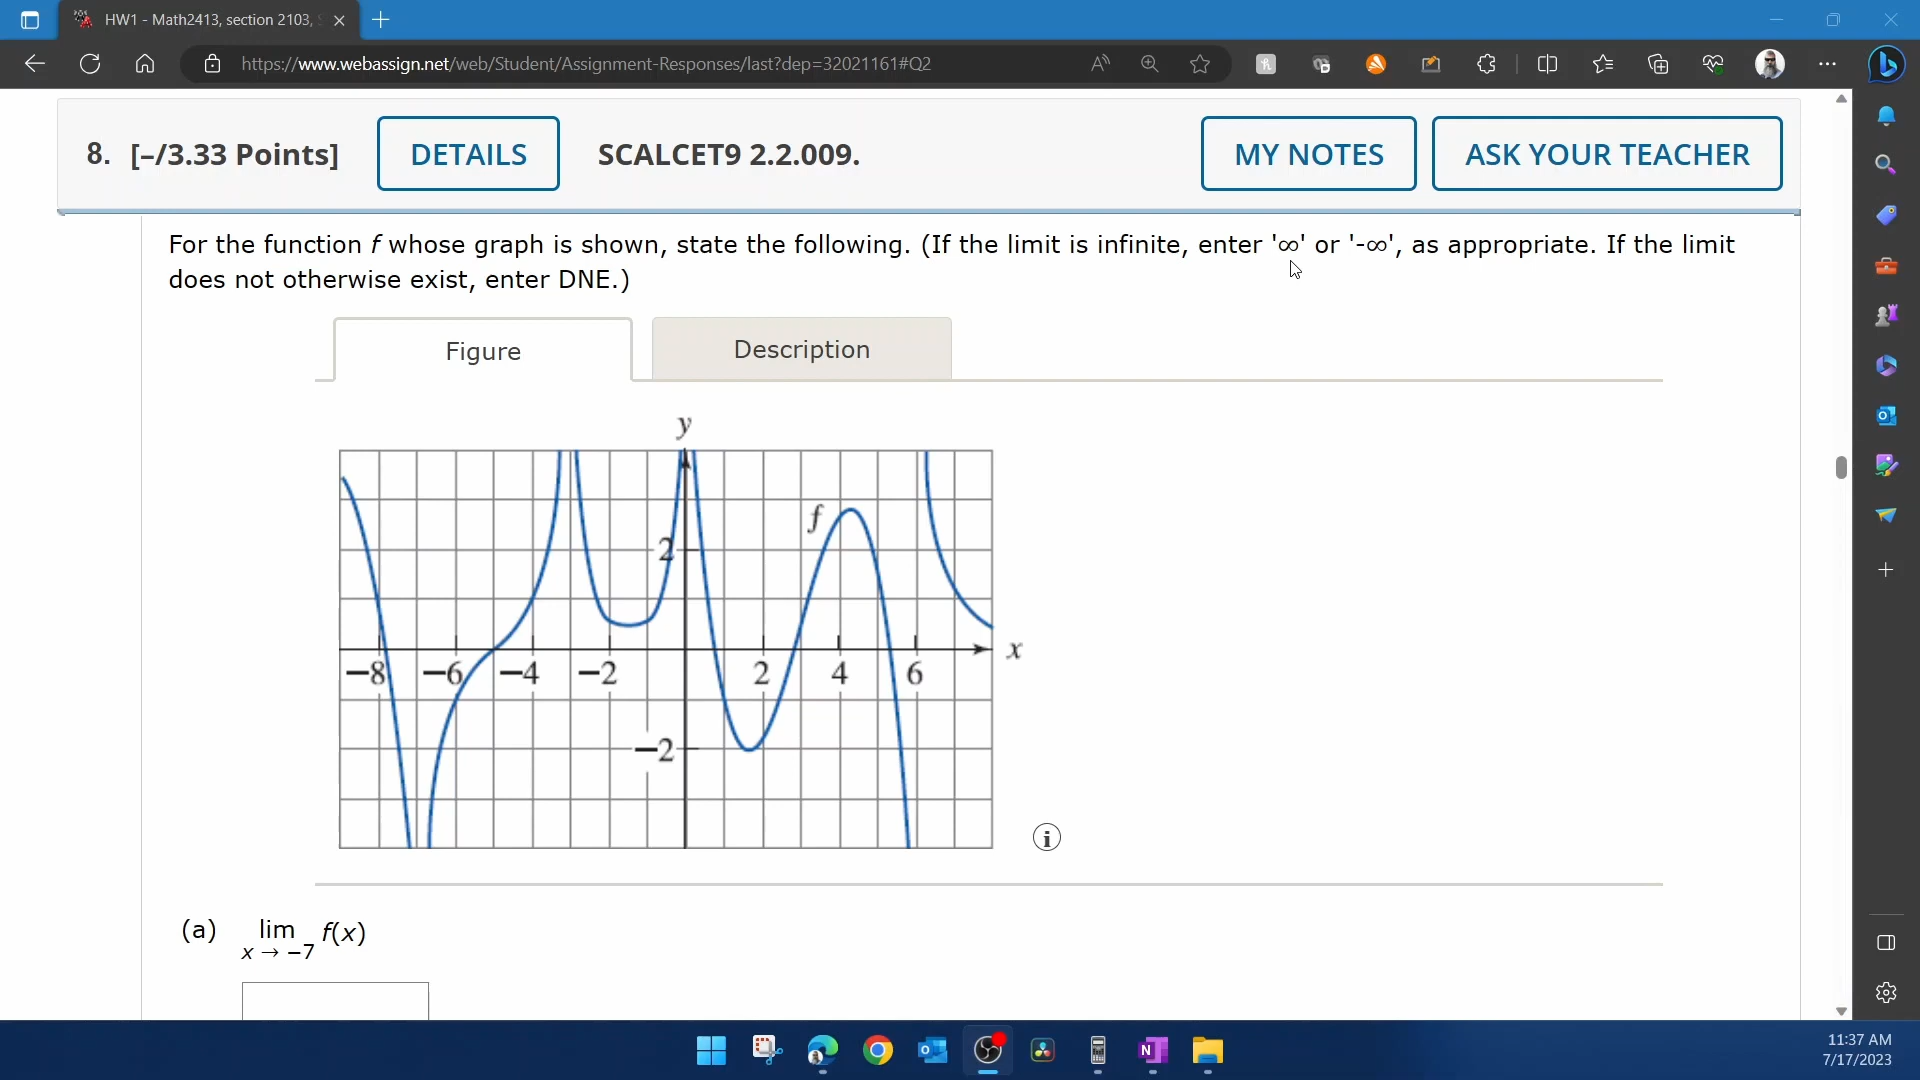 HW1 - Math2413, section 2103,
https://www.webassign.net/web/Student/Assignment-Responses/last?dep=32021161#Q2
8. [–/3.33 Points] DETAILS SCALCET9 2.2.009. MY NOTES ASK YOUR TEACHER
For the function f whose graph is shown, state the following. (If the limit is infinite, enter '∞' or '-∞', as appropriate. If the limit
does not otherwise exist, enter DNE.)
Figure Description
y
f
2
x
−8 −6 −4 −2 2 4 6
−2
i
(a) lim f(x)
x → −7
11:37 AM
7/17/2023